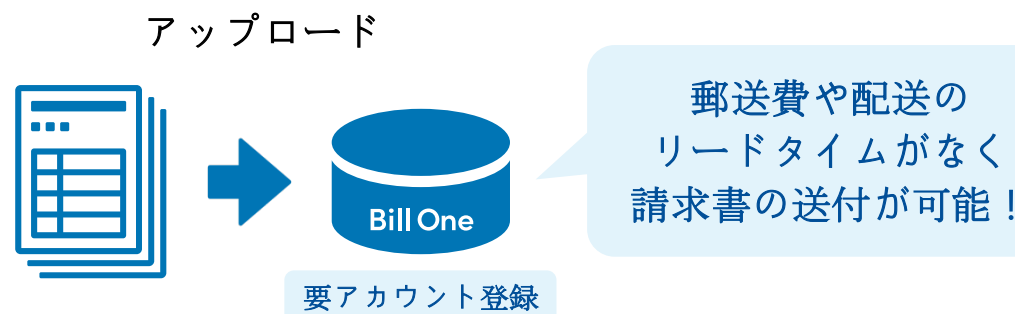 アップロード
郵送費や配送の
リードタイムがなく
請求書の送付が可能！
Bill One
要アカウント登録